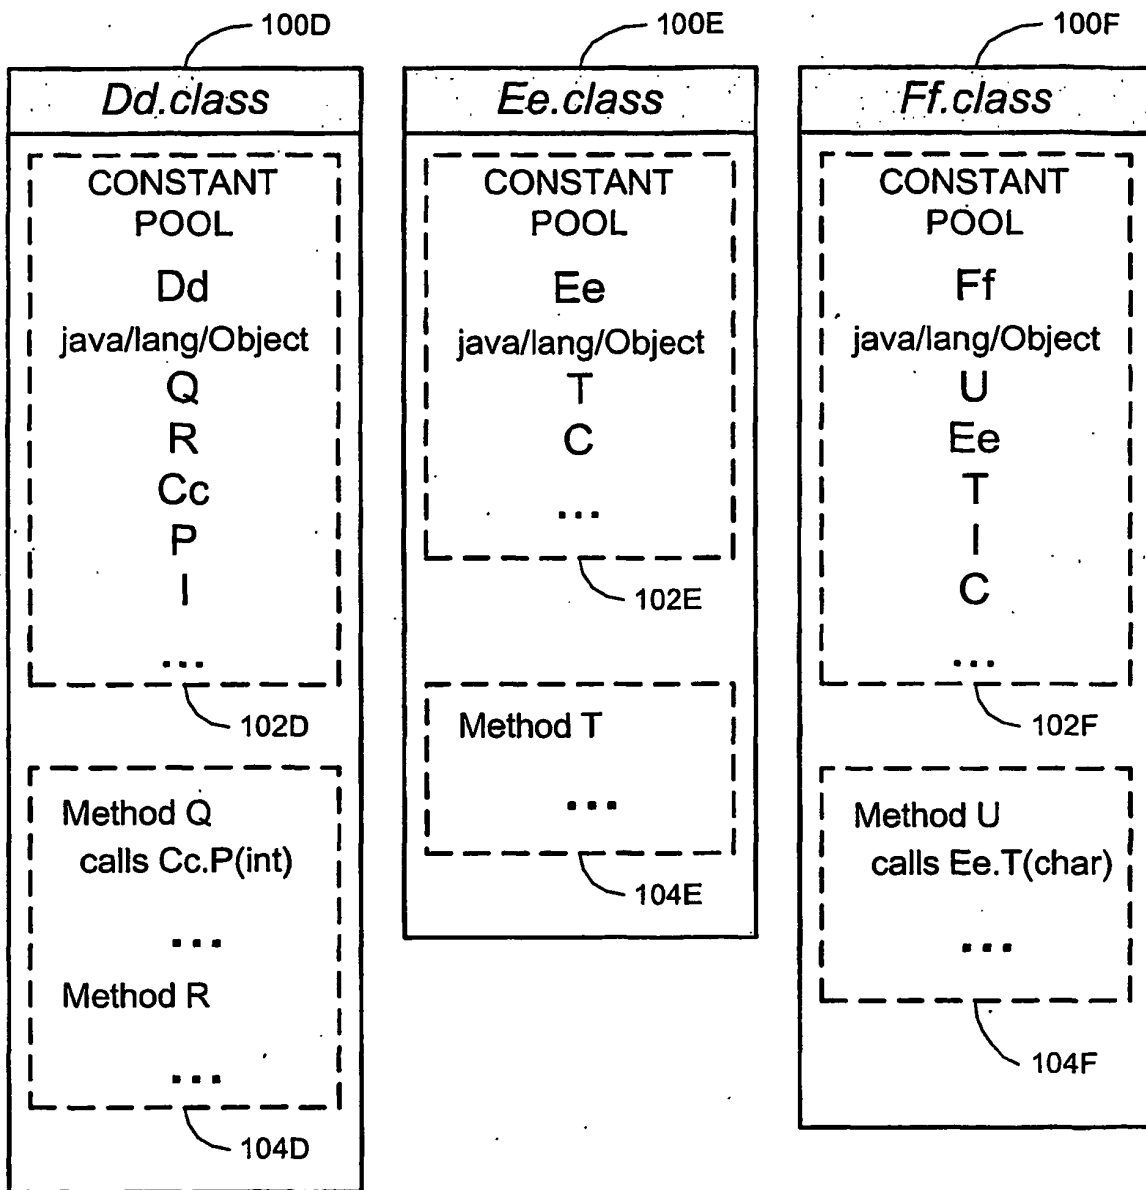 100D
Dd.class
CONSTANT
POOL
Dd
java/lang/Object
Q
R
Cc
P
I
...
102D
Method Q
calls Cc.P(int)
...
Method R
...
104D
100E
Ee.class
CONSTANT
POOL
Ee
java/lang/Object
T
C
...
102E
Method T
...
104E
100F
Ff.class
CONSTANT
POOL
Ff
java/lang/Object
U
Ee
T
I
C
...
102F
Method U
calls Ee.T(char)
...
104F